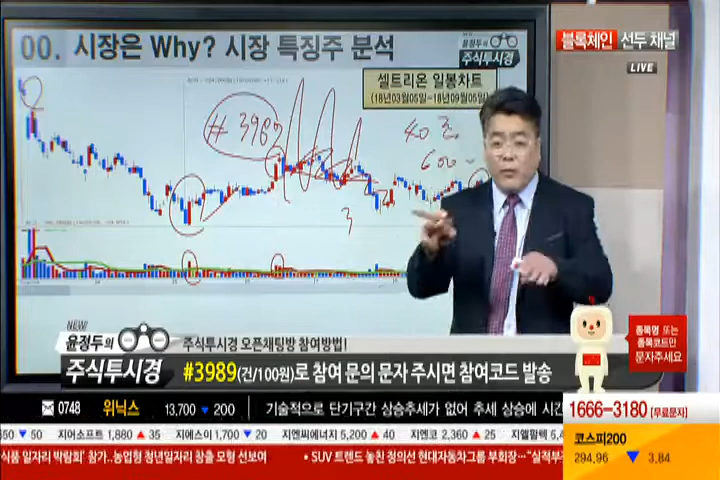 00. 시장은 Why? 시장 특징주 분석
윤정두의
주식투시경
블록체인 선두 채널
LIVE
셀트리온 일봉차트
(18년03월05일~18년09월05일)
# 3989
40조
600
3
3
NEW
윤정두의
주식투시경
주식투시경 오픈채팅방 참여방법!
#3989(건/100원)로 참여 문의 문자 주시면 참여코드 발송
종목명 또는
종목코드만
문자주세요
0748 위닉스 13,700 ▼ 200 기술적으로 단기구간 상승추세가 없어 추세 상승에 시간
1666-3180 [무료문자]
650 ▼ 50 지어소프트 1,880 ▲ 35 지에스이 1,700 ▼ 20 지엔씨에너지 5,200 ▲ 40 지엔코 2,360 ▲ 25 지엘팜텍 5,4
코스피200
294.96 ▼ 3.84
식품 일자리 박람회' 참가..농업형 청년일자리 창출 모형 선보여 • SUV 트렌드 놓친 정의선 현대자동차그룹 부회장…"실적부